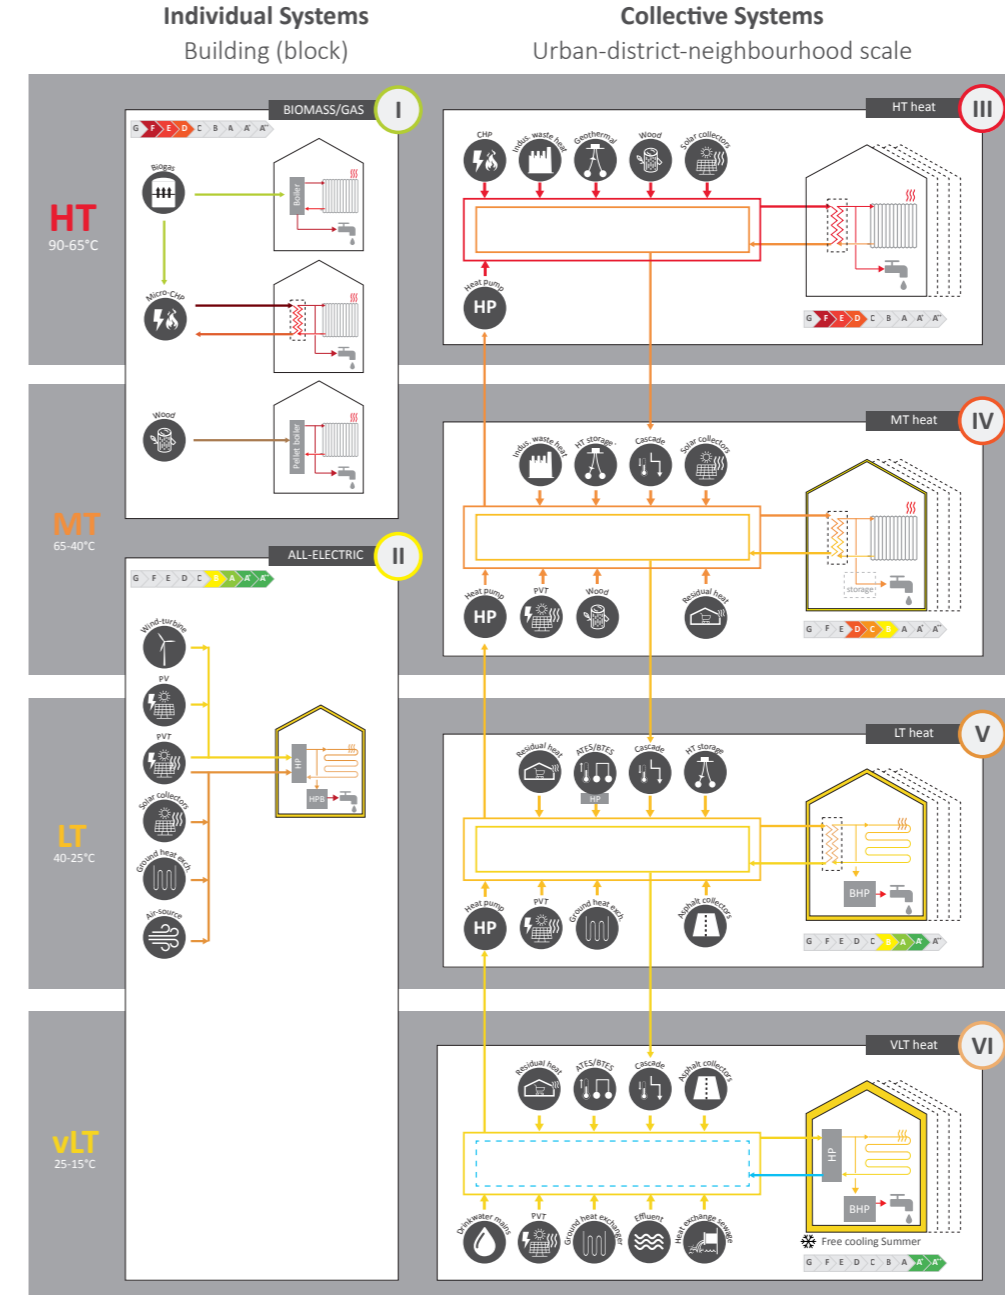 Individual Systems
Building (block)
Collective Systems
Urban-district-neighbourhood scale
HT
90-65°C
BIOMASS/GAS
I
G F E D C B A A+ A++
Biogas
Boiler
Micro-CHP
Wood
Pellet boiler
HT heat
III
CHP
Indus. waste heat
Geothermal
Wood
Solar collectors
Heat pump
HP
G F E D C B A A+ A++
MT
65-40°C
MT heat
IV
Indus. waste heat
HT storage
Cascade
Solar collectors
storage
Heat pump
HP
PVT
Wood
Residual heat
G F E D C B A A+ A++
ALL-ELECTRIC
II
G F E D C B A A+ A++
Wind-turbine
PV
PVT
Solar collectors
Ground heat exch.
Air-source
HP
HPB
LT
40-25°C
LT heat
V
Residual heat
ATES/BTES
HP
Cascade
HT storage
BHP
Heat pump
HP
PVT
Ground heat exch.
Asphalt collectors
G F E D C B A A+ A++
vLT
25-15°C
VLT heat
VI
Residual heat
ATES/BTES
Cascade
Asphalt collectors
HP
BHP
Drinkwater mains
PVT
Ground heat exchanger
Effluent
Heat exchange sewage
Free cooling Summer
G F E D C B A A+ A++